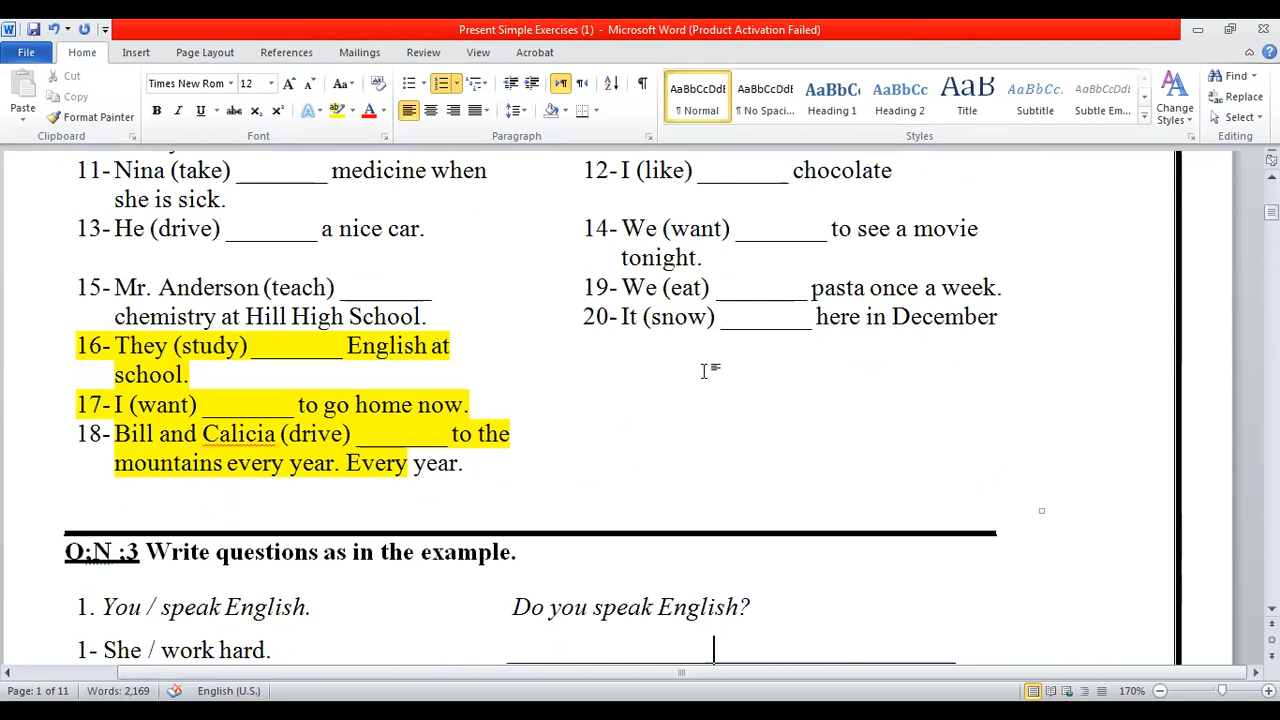 Present Simple Exercises (1) - Microsoft Word (Product Activation Failed)
File Home Insert Page Layout References Mailings Review View Acrobat
Paste
Cut
Copy
Format Painter
Clipboard
Times New Rom 12
Font
Paragraph
AaBbCcDdE AaBbCcDdE AaBbCc AaBbCc AaB AaBbCc. AaBbCcDd
¶ Normal ¶ No Spaci... Heading 1 Heading 2 Title Subtitle Subtle Em...
Change Styles
Styles
Find
Replace
Select
Editing
11- Nina (take) ________ medicine when
she is sick.
12- I (like) ________ chocolate
13- He (drive) ________ a nice car.
14- We (want) ________ to see a movie
tonight.
15- Mr. Anderson (teach) ________
chemistry at Hill High School.
19- We (eat) ________ pasta once a week.
20- It (snow) ________ here in December
16- They (study) ________ English at
school.
17- I (want) ________ to go home now.
18- Bill and Calicia (drive) ________ to the
mountains every year. Every year.
Q;N ;3 Write questions as in the example.
1. You / speak English. Do you speak English?
1- She / work hard. ________
Page: 1 of 11 Words: 2,169 English (U.S.) 170%